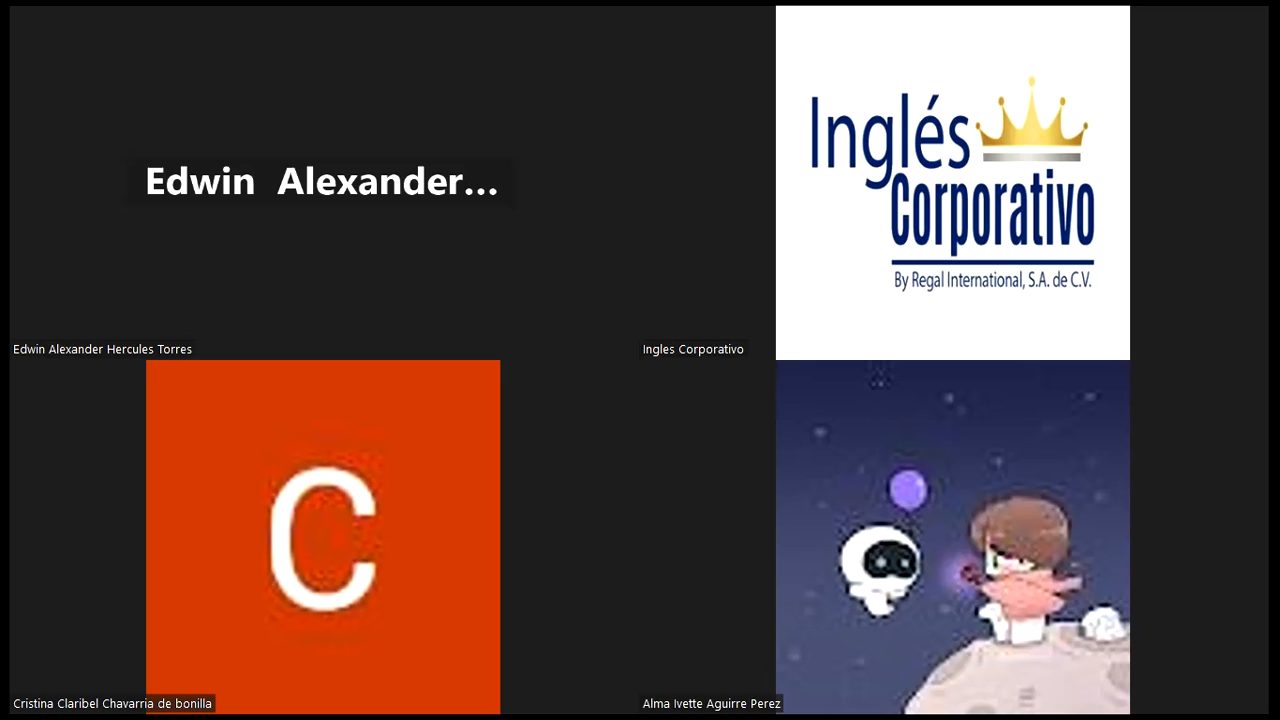 Edwin Alexander...
Edwin Alexander Hercules Torres
Inglés
Corporativo
By Regal International, S.A. de C.V.
Ingles Corporativo
C
Cristina Claribel Chavarria de bonilla
Alma Ivette Aguirre Perez